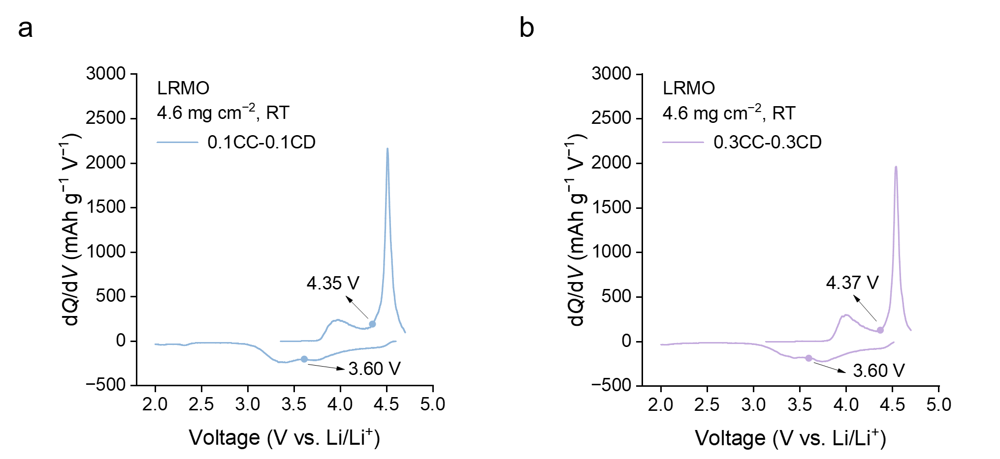 a
3000
2500
2000
1500
1000
500
0
−500
dQ/dV (mAh g⁻¹ V⁻¹)
LRMO
4.6 mg cm⁻², RT
0.1CC-0.1CD
4.35 V
3.60 V
2.0 2.5 3.0 3.5 4.0 4.5 5.0
Voltage (V vs. Li/Li⁺)
b
3000
2500
2000
1500
1000
500
0
−500
dQ/dV (mAh g⁻¹ V⁻¹)
LRMO
4.6 mg cm⁻², RT
0.3CC-0.3CD
4.37 V
3.60 V
2.0 2.5 3.0 3.5 4.0 4.5 5.0
Voltage (V vs. Li/Li⁺)